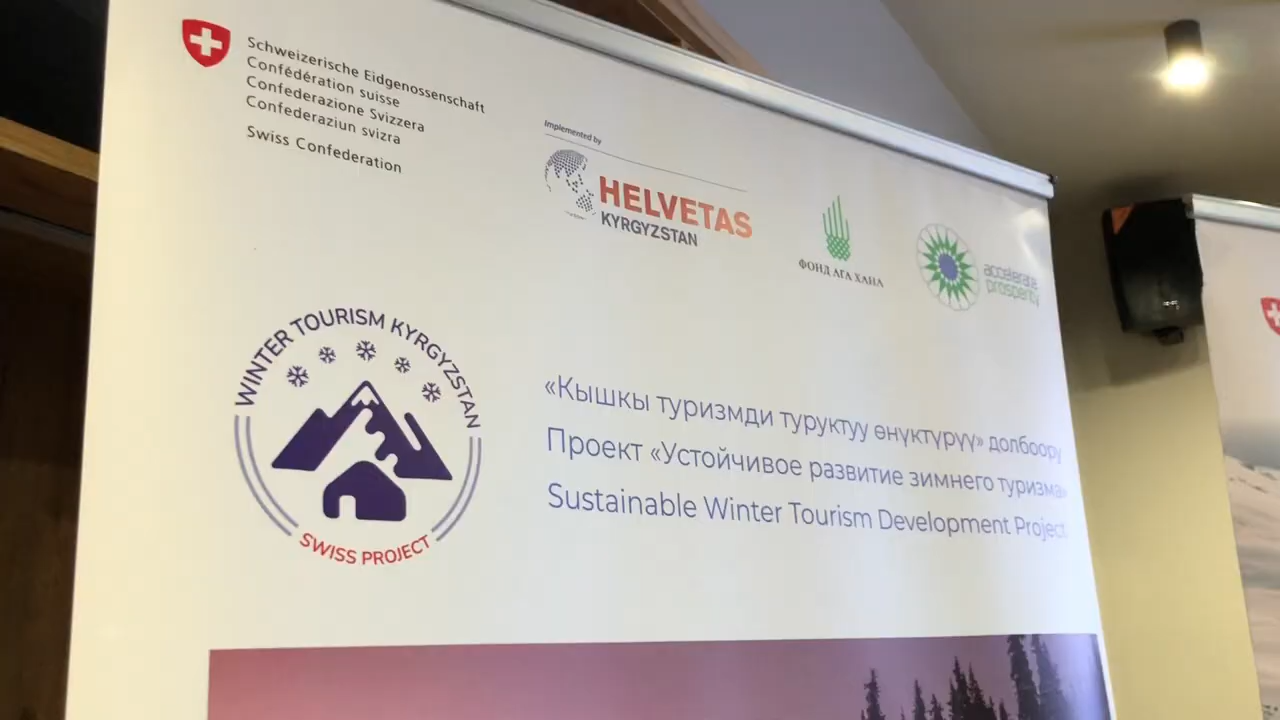 Schweizerische Eidgenossenschaft
Confédération suisse
Confederazione Svizzera
Confederaziun svizra
Swiss Confederation
Implemented by
HELVETAS
KYRGYZSTAN
ФОНД АГА ХАНА
accelerate
prosperity
WINTER TOURISM KYRGYZSTAN
SWISS PROJECT
«Кышкы туризмди туруктуу өнүктүрүү» долбоору
Проект «Устойчивое развитие зимнего туризма»
Sustainable Winter Tourism Development Project